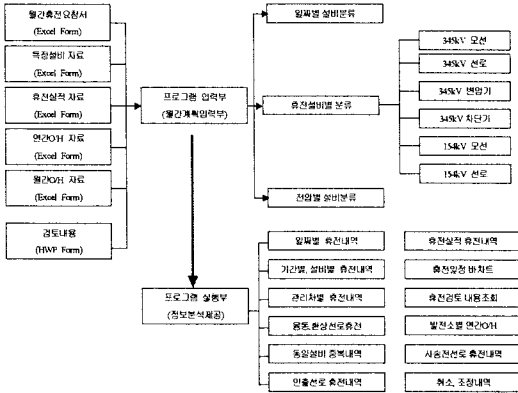 월간휴전요청서
(Excel Form)
특정설비 자료
(Excel Form)
휴전실적 자료
(Excel Form)
연간O/H 자료
(Excel Form)
월간O/H 자료
(Excel Form)
검토내용
(HWP Form)
프로그램 입력부
(월간계획입력부)
프로그램 실행부
(정보분석제공)
일짜별 설비분류
휴전설비별 분류
전압별 설비분류
345kV 모선
345kV 선로
345kV 변압기
345kV 차단기
154kV 모선
154kV 선로
일짜별 휴전내역
기간별, 설비별 휴전내역
관리처별 휴전내역
융통,환상선로휴전
동일설비 중복내역
인출선로 휴전내역
휴전실적 휴전내역
휴전일정 바챠트
휴전검토 내용조회
발전소별 연간O/H
시송전선로 휴전내역
취소, 조정내역